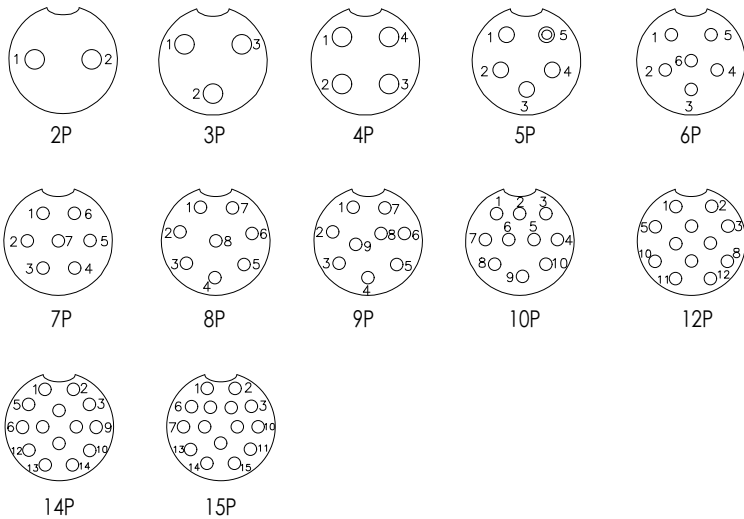 1 2
2P
1 3
2
3P
1 4
2 3
4P
1 5
2 4
3
5P
1 5
6
2 4
3
6P
1 6
2 7 5
3 4
7P
1 7
2 6
8
3 5
4
8P
1 7
2 8 6
9
3 5
4
9P
1 2 3
6 5
7 4
8 10
9
10P
1 2
5 3
10 8
11 12
12P
1 2
5 3
6 9
12 10
13 14
14P
1 2
6 3
7 10
13 11
14 15
15P